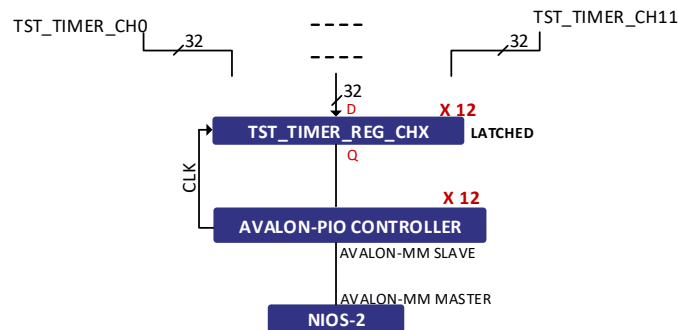 TST_TIMER_CH0
TST_TIMER_CH11
32
32
32
D
X 12
TST_TIMER_REG_CHX
LATCHED
Q
CLK
X 12
AVALON-PIO CONTROLLER
AVALON-MM SLAVE
AVALON-MM MASTER
NIOS-2